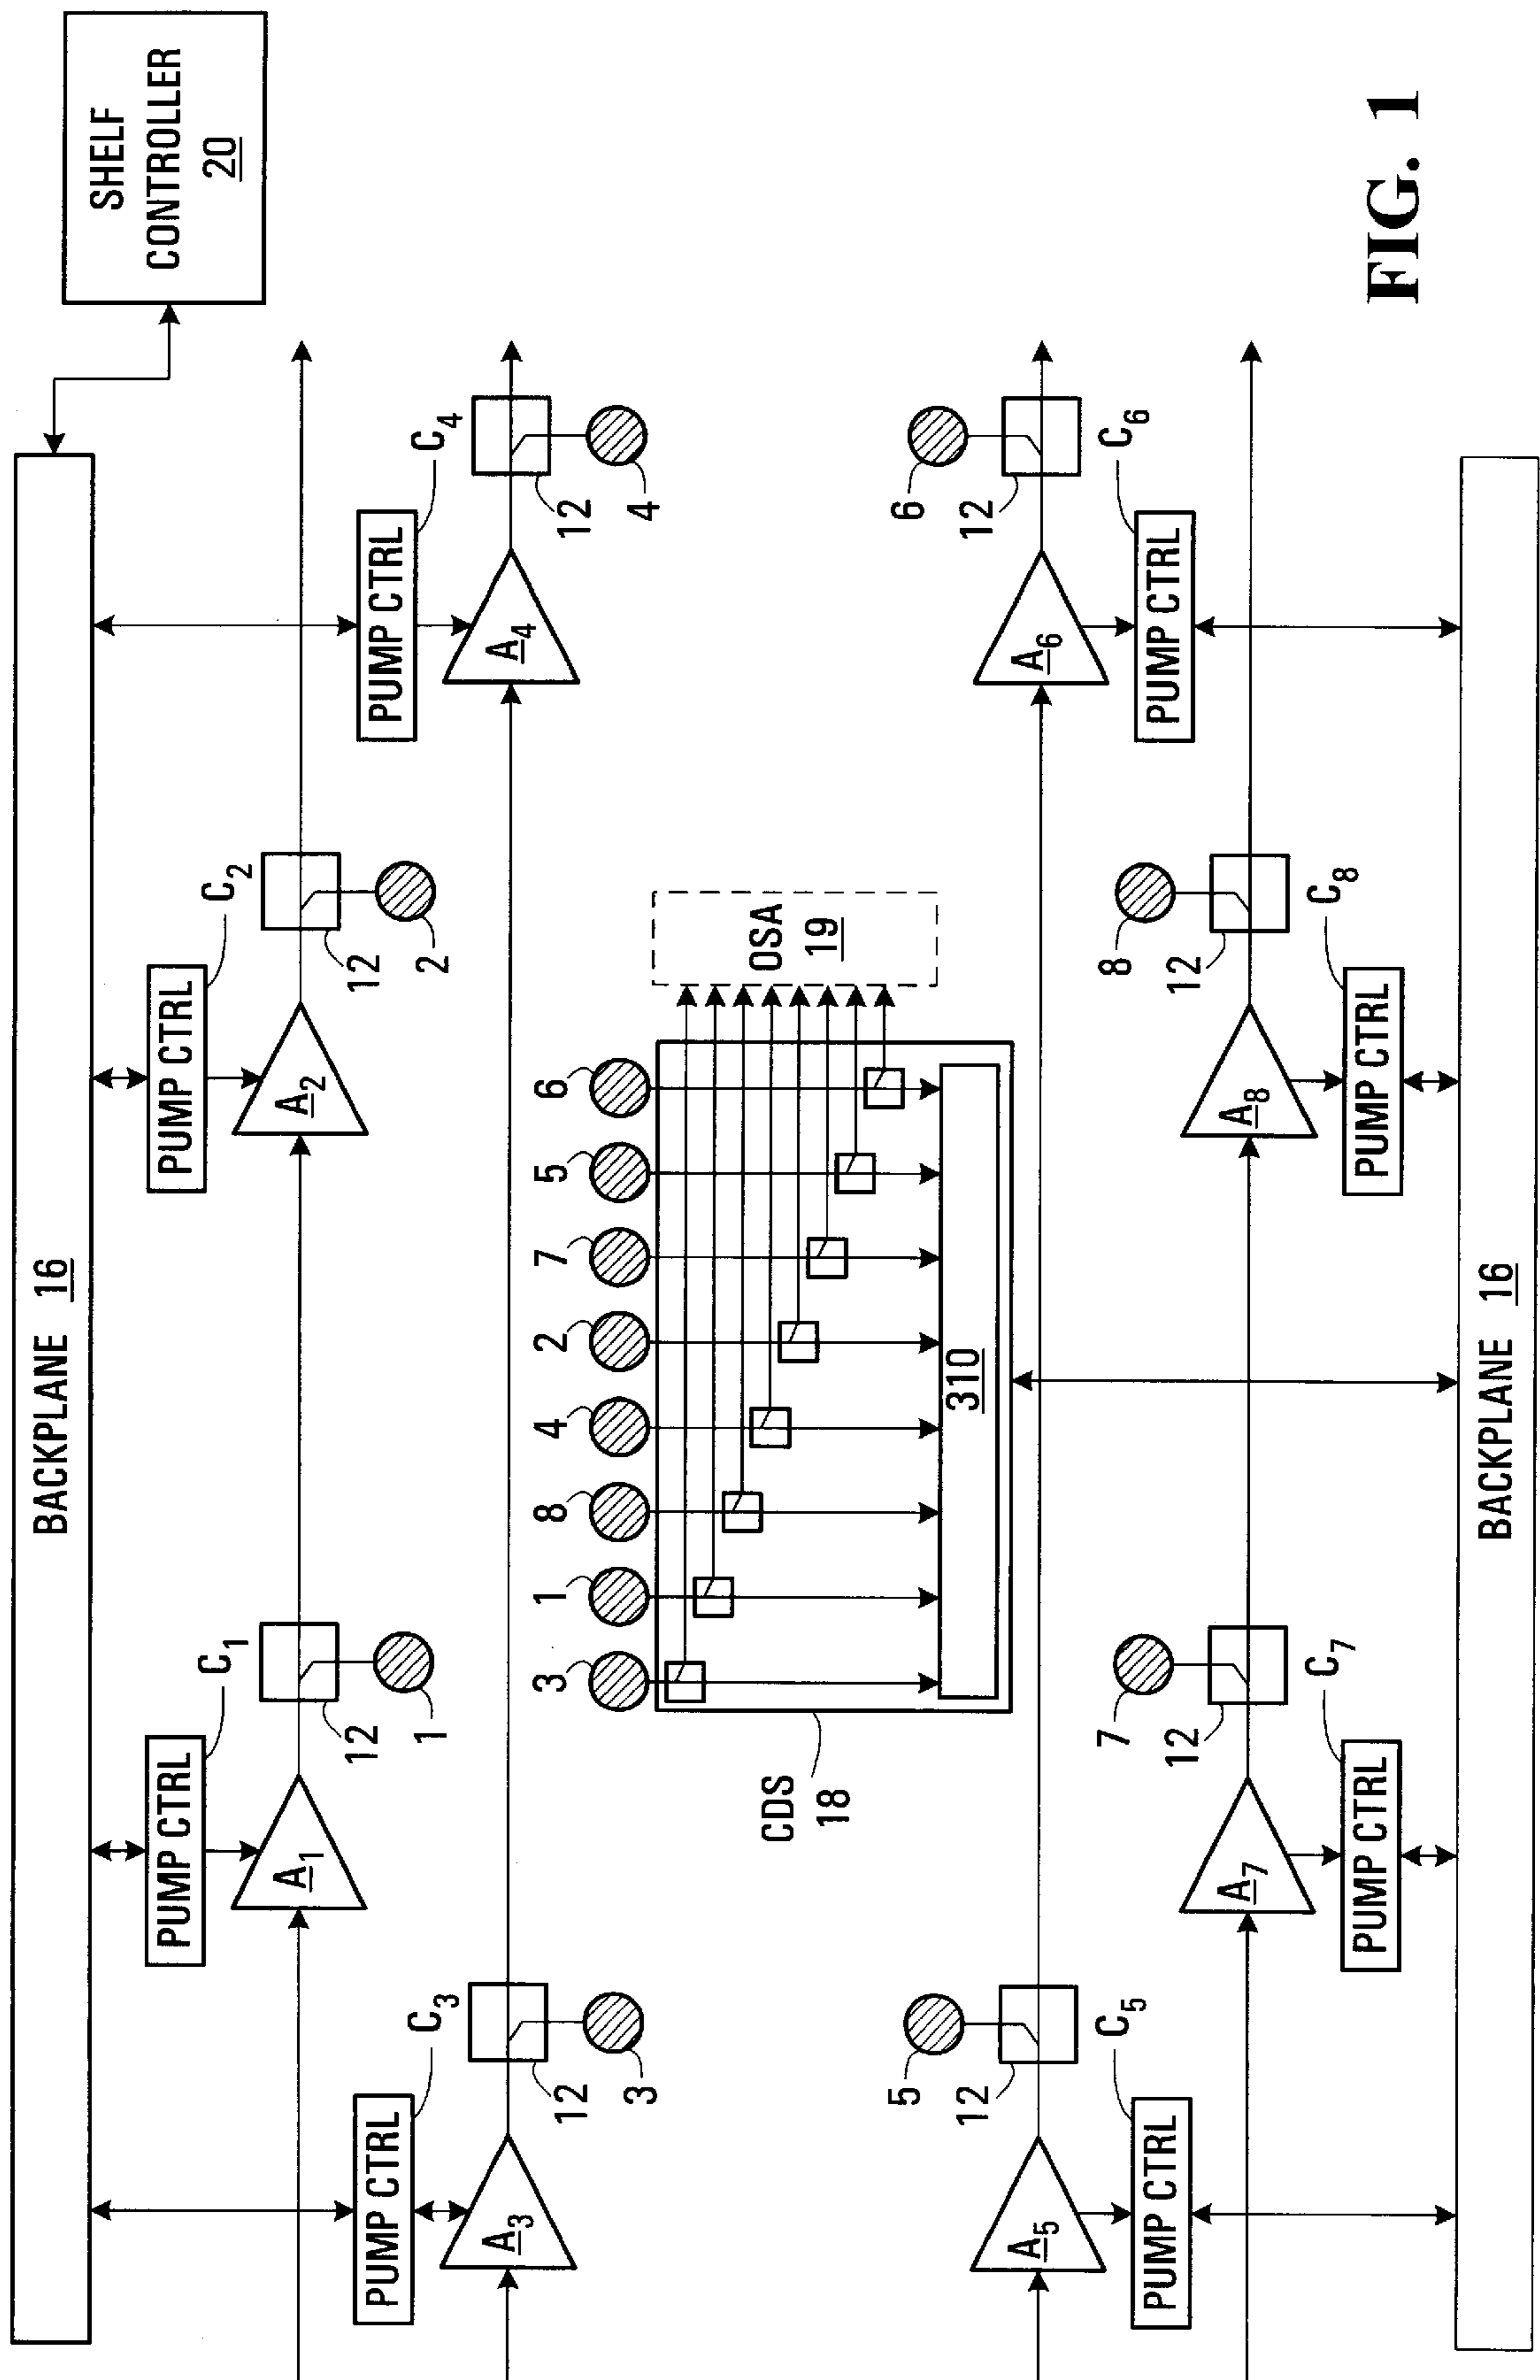 SHELF
CONTROLLER
20
BACKPLANE 16
PUMP CTRL
C1
PUMP CTRL
C2
A1
12
1
A2
12
2
PUMP CTRL
C3
PUMP CTRL
C4
A3
12
3
A4
12
4
3 1 8 4 2 7 5 6
OSA
19
CDS
18
310
5
12
A5
6
12
A6
C5
PUMP CTRL
C6
PUMP CTRL
7
12
A7
8
12
A8
C7
PUMP CTRL
C8
PUMP CTRL
BACKPLANE 16
FIG. 1